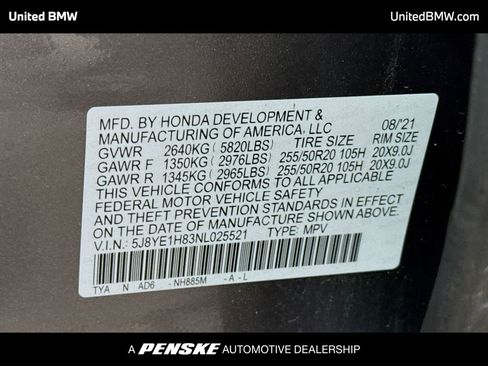 United BMW
UnitedBMW.com
MFD. BY HONDA DEVELOPMENT &
MANUFACTURING OF AMERICA, LLC 08/'21
GVWR 2640KG( 5820LBS) TIRE SIZE RIM SIZE
GAWR F 1350KG( 2976LBS) 255/50R20 105H 20X9.0J
GAWR R 1345KG( 2965LBS) 255/50R20 105H 20X9.0J
THIS VEHICLE CONFORMS TO ALL APPLICABLE
FEDERAL MOTOR VEHICLE SAFETY
AND THEFT PREVENTION STANDARDS IN EFFECT
ON THE DATE OF MANUFACTURE SHOWN ABOVE.
V.I.N.: 5J8YE1H83NL025521 TYPE: MPV
TYA N AD6 - NH885M - A - L
A PENSKE AUTOMOTIVE DEALERSHIP